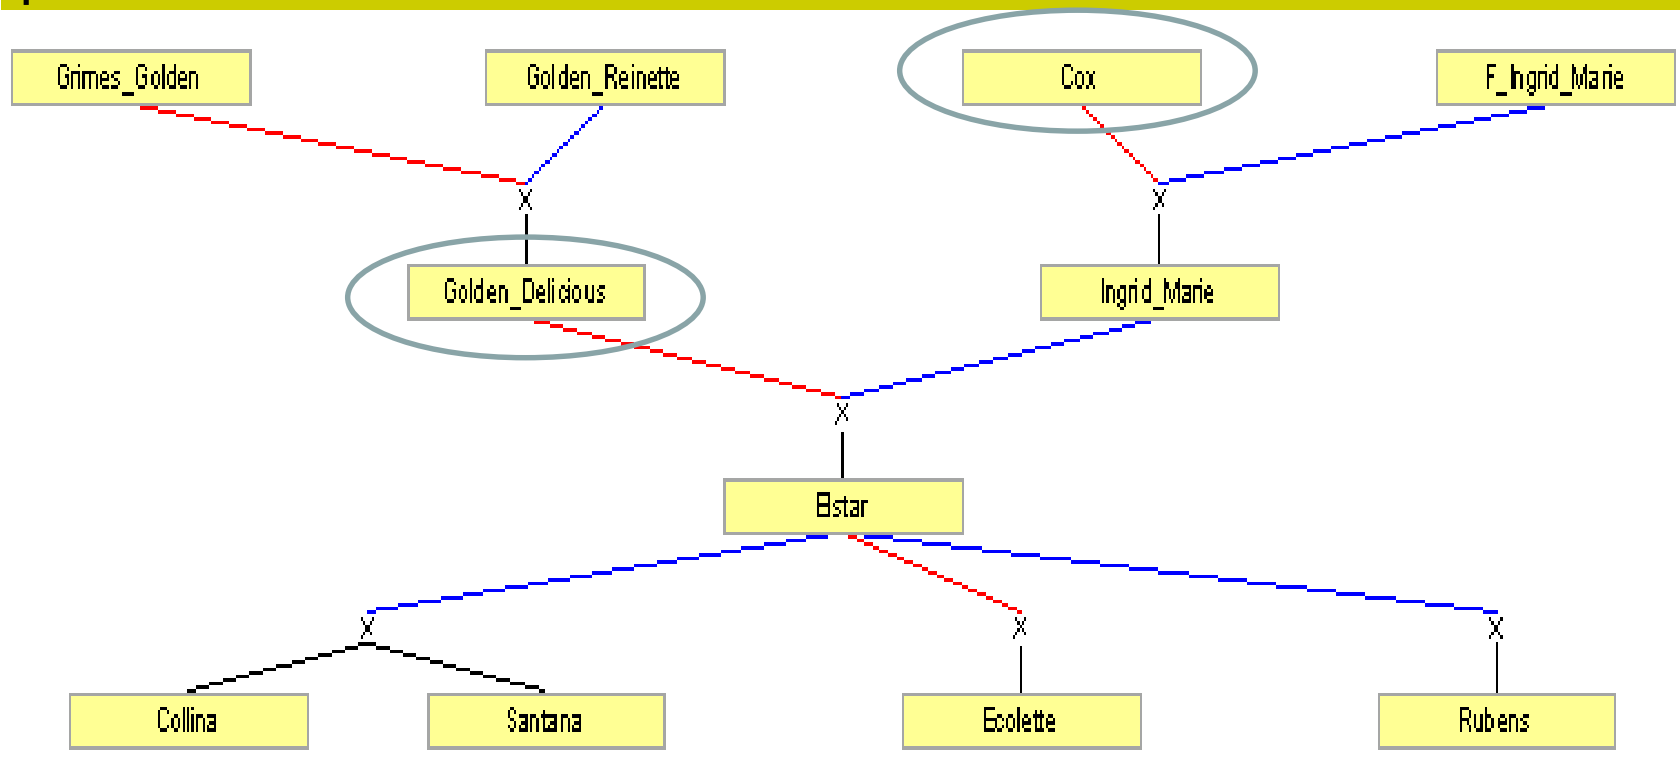 Grimes_Golden
Golden_Reinette
Cox
F_Ingrid_Marie
X
X
Golden_Delicious
Ingrid_Marie
X
Elstar
X
X
X
Collina
Santana
Ecolette
Rubens